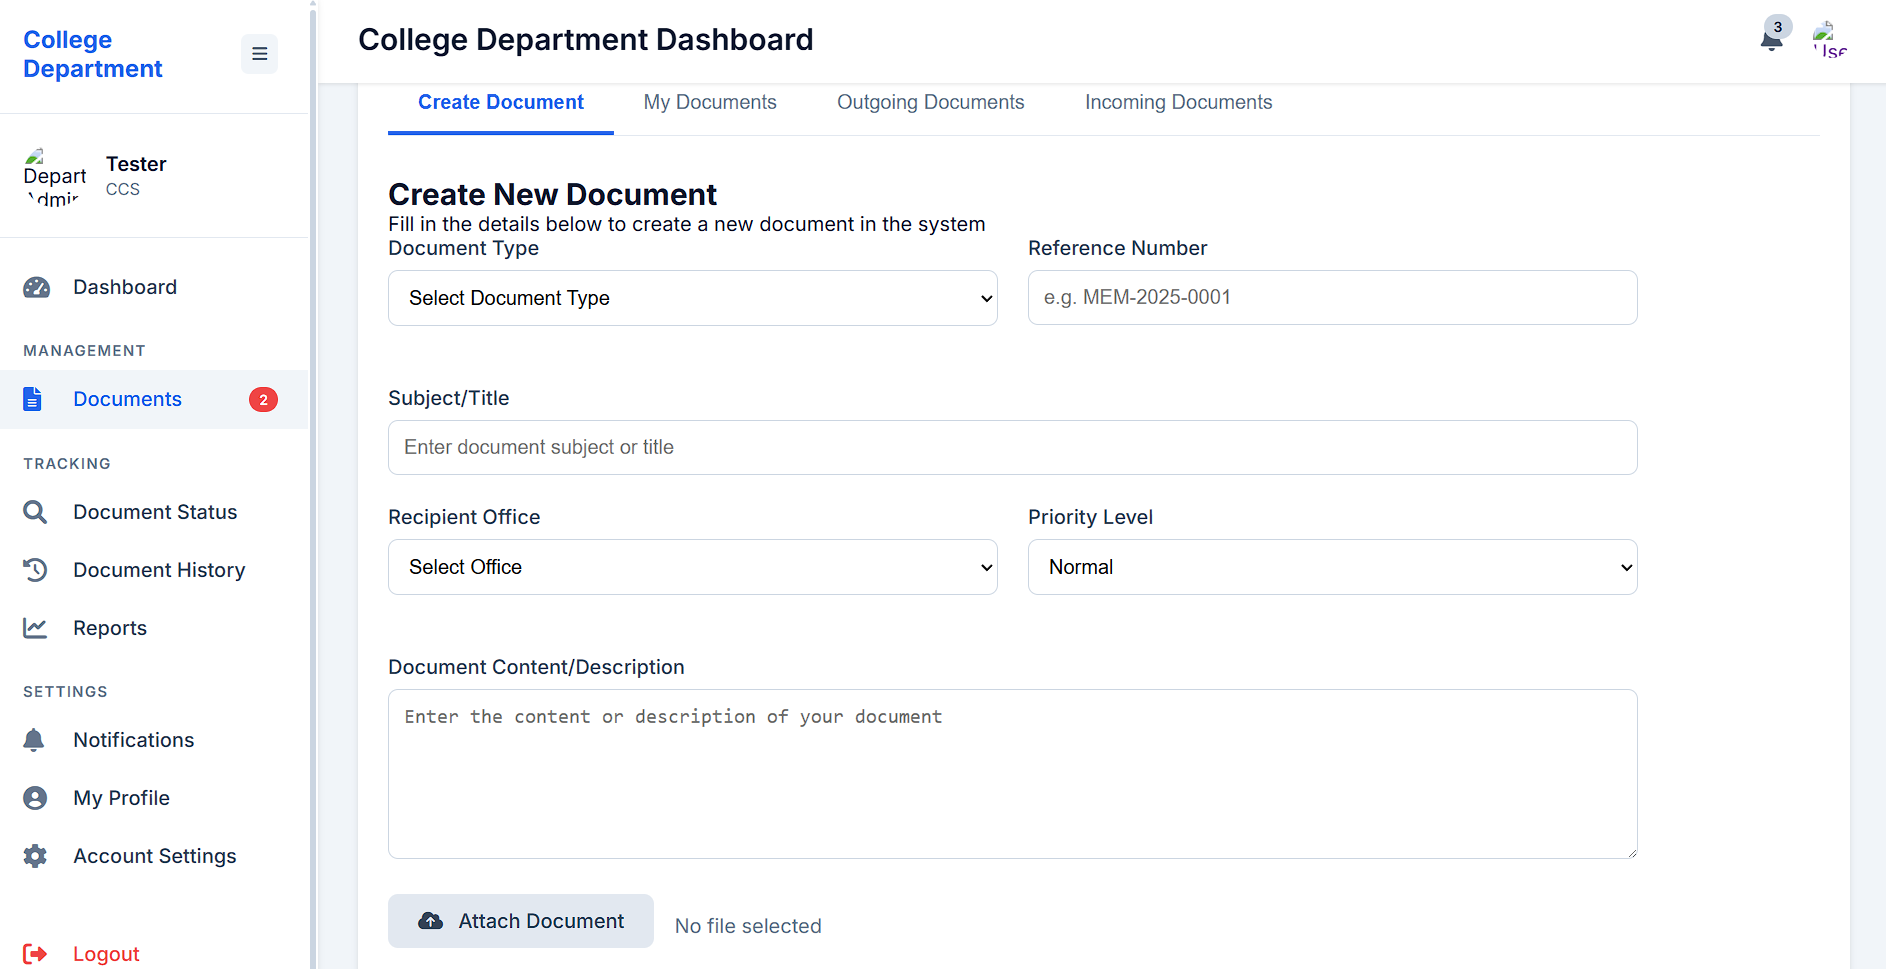 College
Department
Depart
Admir
Tester
CCS
Dashboard
MANAGEMENT
Documents 2
TRACKING
Document Status
Document History
Reports
SETTINGS
Notifications
My Profile
Account Settings
Logout
College Department Dashboard
3
Use
Create Document My Documents Outgoing Documents Incoming Documents
Create New Document
Fill in the details below to create a new document in the system
Document Type Reference Number
Select Document Type e.g. MEM-2025-0001
Subject/Title
Enter document subject or title
Recipient Office Priority Level
Select Office Normal
Document Content/Description
Enter the content or description of your document
Attach Document No file selected